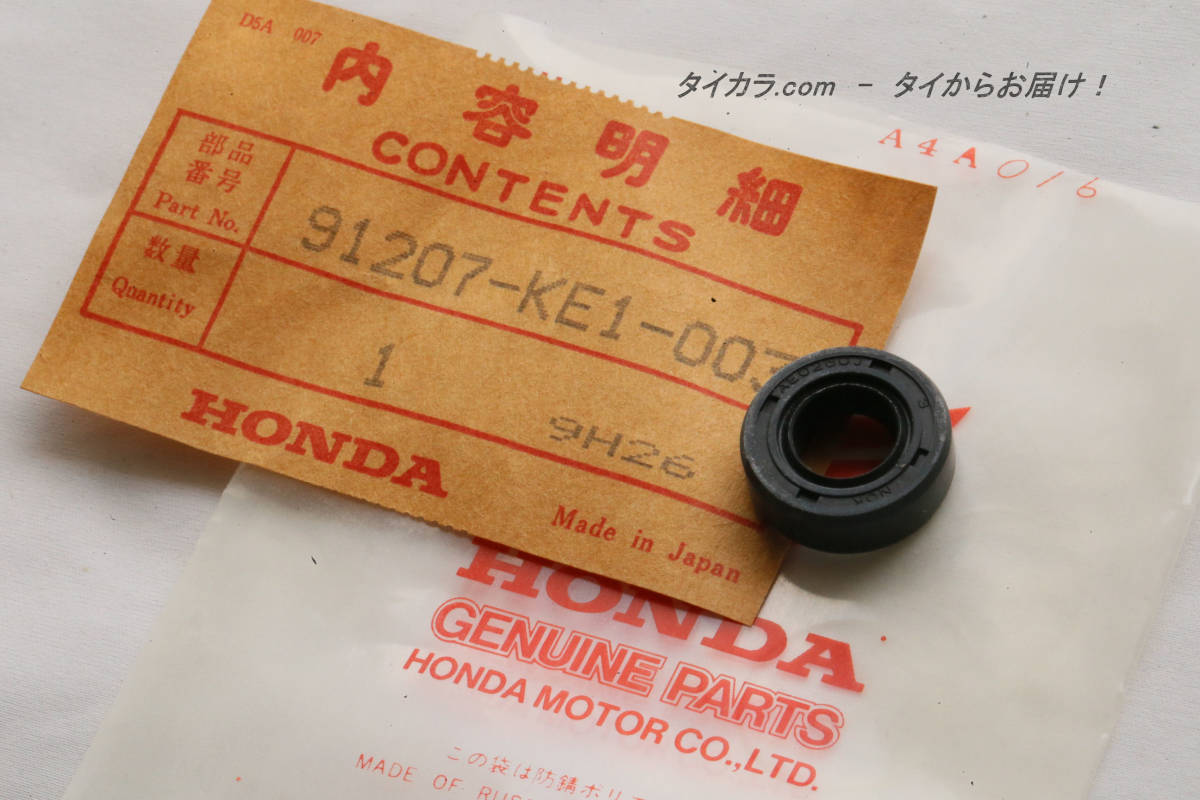 タイカラ.com － タイからお届け！
D5A 007
内容明細
CONTENTS
部品
番号
Part No.
91207-KE1-003
数量
Quantity
1
HONDA
9H26
Made in Japan
A4A016
3
NOK
HONDA
GENUINE PARTS
HONDA MOTOR CO.,LTD.
この袋は防錆ポリ
MADE OF